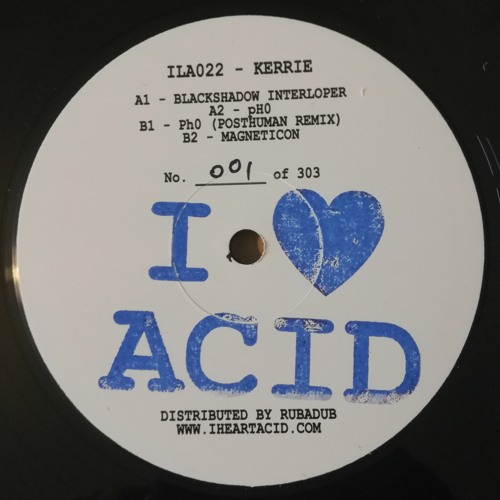 ILA022 - KERRIE
A1 - BLACKSHADOW INTERLOPER
A2 - pH0
B1 - Ph0 (POSTHUMAN REMIX)
B2 - MAGNETICON
No. 001 of 303
I
ACID
DISTRIBUTED BY RUBADUB
WWW.IHEARTACID.COM